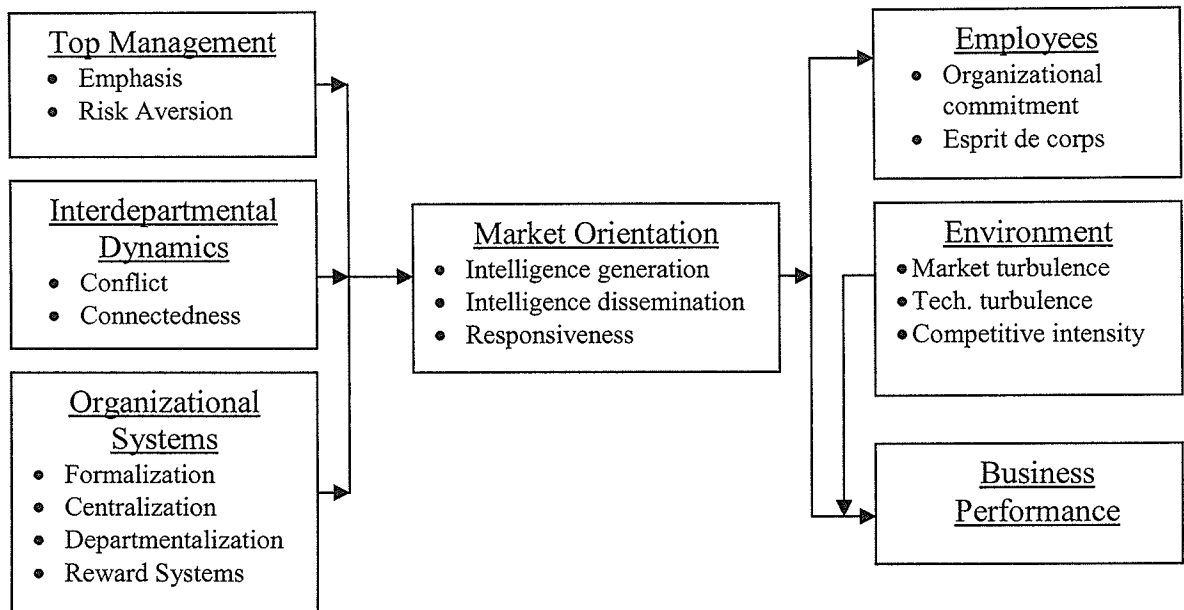 Top Management
• Emphasis
• Risk Aversion
Interdepartmental
Dynamics
• Conflict
• Connectedness
Organizational
Systems
• Formalization
• Centralization
• Departmentalization
• Reward Systems
Market Orientation
• Intelligence generation
• Intelligence dissemination
• Responsiveness
Employees
• Organizational
commitment
• Esprit de corps
Environment
• Market turbulence
• Tech. turbulence
• Competitive intensity
Business
Performance